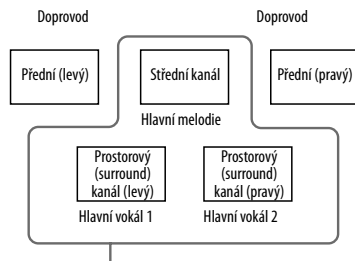 Doprovod Doprovod
Přední (levý) Střední kanál Přední (pravý)
Hlavní melodie
Prostorový (surround) kanál (levý)
Prostorový (surround) kanál (pravý)
Hlavní vokál 1 Hlavní vokál 2